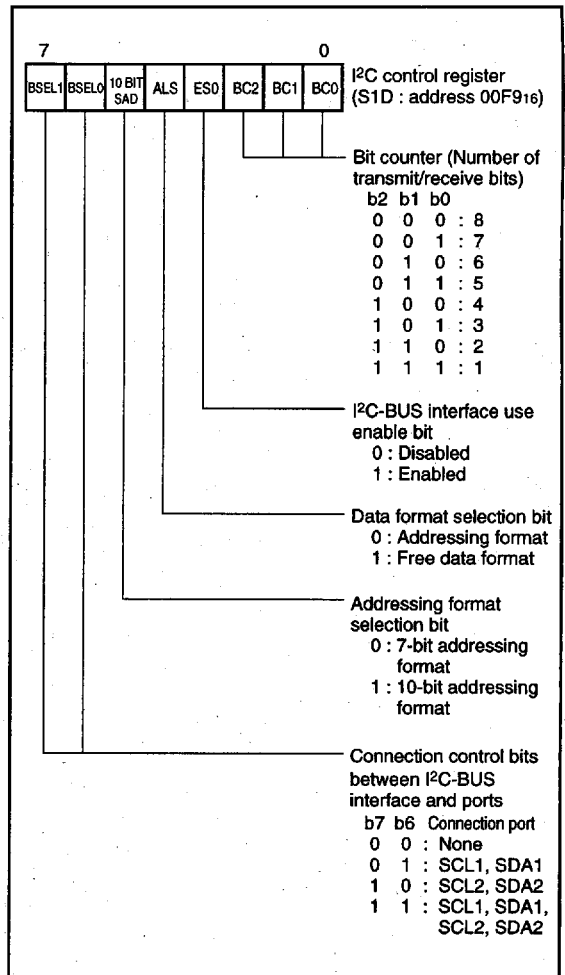 7 0
BSEL1 BSEL0 10 BIT SAD ALS ES0 BC2 BC1 BC0
I²C control register
(S1D : address 00F9₁₆)
Bit counter (Number of
transmit/receive bits)
b2 b1 b0
0 0 0 : 8
0 0 1 : 7
0 1 0 : 6
0 1 1 : 5
1 0 0 : 4
1 0 1 : 3
1 1 0 : 2
1 1 1 : 1
I²C-BUS interface use
enable bit
0 : Disabled
1 : Enabled
Data format selection bit
0 : Addressing format
1 : Free data format
Addressing format
selection bit
0 : 7-bit addressing
format
1 : 10-bit addressing
format
Connection control bits
between I²C-BUS
interface and ports
b7 b6 Connection port
0 0 : None
0 1 : SCL1, SDA1
1 0 : SCL2, SDA2
1 1 : SCL1, SDA1,
SCL2, SDA2